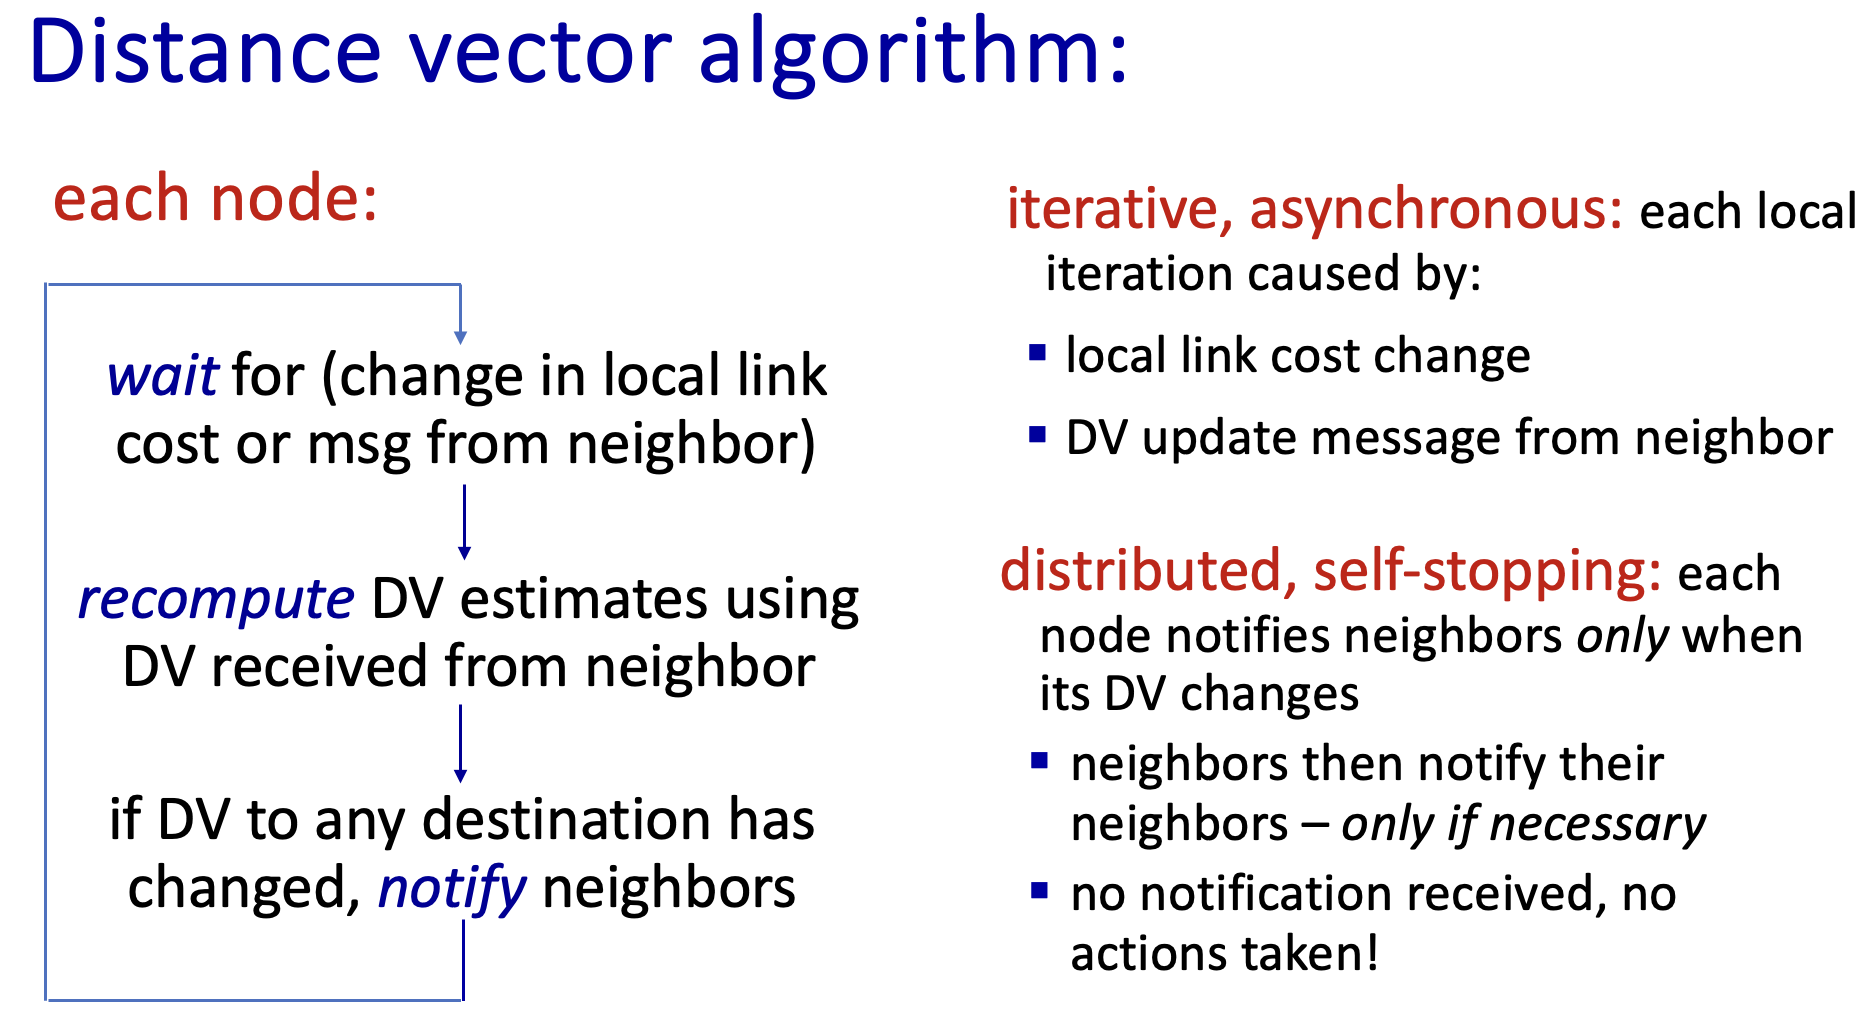 Distance vector algorithm:
each node:
wait for (change in local link
cost or msg from neighbor)
recompute DV estimates using
DV received from neighbor
if DV to any destination has
changed, notify neighbors
iterative, asynchronous: each local
iteration caused by:
▪ local link cost change
▪ DV update message from neighbor
distributed, self-stopping: each
node notifies neighbors only when
its DV changes
▪ neighbors then notify their
neighbors – only if necessary
▪ no notification received, no
actions taken!